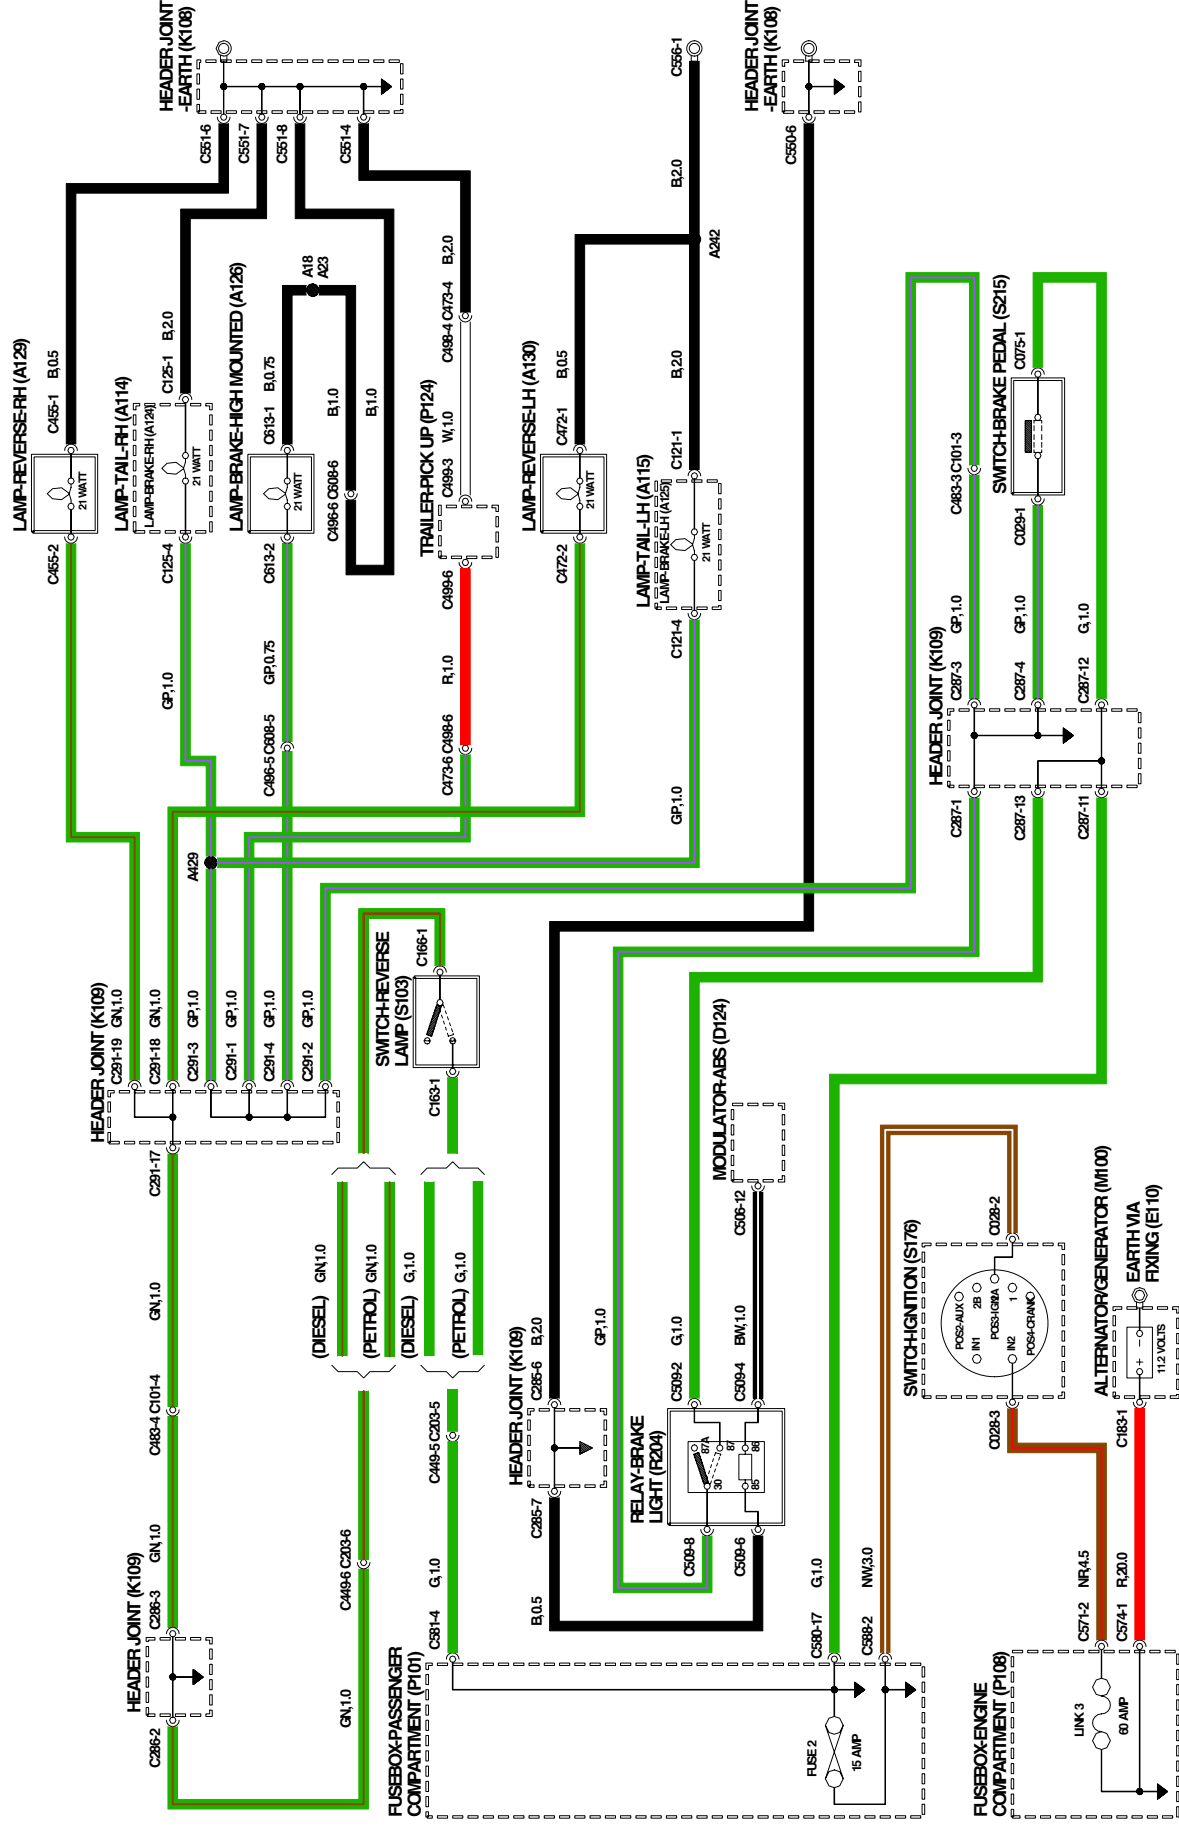 LAMP-REVERSE-RH (A129)
C455-2
21 WATT
C455-1 B,0.5
HEADER JOINT
-EARTH (K108)
C551-6
C551-7
C551-8
C551-4
LAMP-TAIL-RH (A114)
LAMP-BRAKE-RH (A124)
C125-4
21 WATT
C125-1 B,2.0
GP,1.0
LAMP-BRAKE-HIGH MOUNTED (A126)
C613-2
21 WATT
C613-1 B,0.75
A18
A23
GP,0.75
C496-5 C608-5
C496-6 C608-6
B,1.0
B,1.0
TRAILER-PICK UP (P124)
C473-6 C498-6
R,1.0
C499-6
C499-3
W,1.0
C498-4 C473-4
B,2.0
LAMP-REVERSE-LH (A130)
C472-2
21 WATT
C472-1 B,0.5
LAMP-TAIL-LH (A115)
LAMP-BRAKE-LH (A125)
C121-4
21 WATT
C121-1
B,2.0
A242
B,2.0
C556-1
GP,1.0
A429
HEADER JOINT
-EARTH (K108)
C550-6
HEADER JOINT (K109)
C286-2
C286-3
GN,1.0
C483-4 C101-4
GN,1.0
HEADER JOINT (K109)
C291-17
C291-19 GN,1.0
C291-18 GN,1.0
C291-3 GP,1.0
C291-1 GP,1.0
C291-4 GP,1.0
C291-2 GP,1.0
GN,1.0
C449-6 C203-6
(DIESEL) GN,1.0
(PETROL) GN,1.0
(DIESEL) G,1.0
(PETROL) G,1.0
SWITCH-REVERSE
LAMP (S103)
C163-1
C166-1
FUSEBOX-PASSENGER
COMPARTMENT (P101)
C581-4
G,1.0
C449-5 C203-5
HEADER JOINT (K109)
B,0.5
C285-7
C285-6 B,2.0
GP,1.0
RELAY-BRAKE
LIGHT (R204)
C509-8
C509-6
87A
87
30
86
85
C509-2 G,1.0
C509-4 BW,1.0
MODULATOR-ABS (D124)
C506-12
FUSE 2
15 AMP
C580-17
G,1.0
C588-2
NW,3.0
HEADER JOINT (K109)
C287-1
C287-13
C287-11
C287-3 GP,1.0
C287-4 GP,1.0
C287-12 G,1.0
C483-3 C101-3
SWITCH-BRAKE PEDAL (S215)
C029-1
C075-1
SWITCH-IGNITION (S176)
C028-3
POS2-AUX
IN1
2B
POS3-IGN
2A
IN2
1
POS4-CRANK
C028-2
FUSEBOX-ENGINE
COMPARTMENT (P108)
LINK 3
60 AMP
C571-2 NR,4.5
C574-1 R,20.0
ALTERNATOR/GENERATOR (M100)
C183-1
+ -
11.2 VOLTS
EARTH VIA
FIXING (E110)